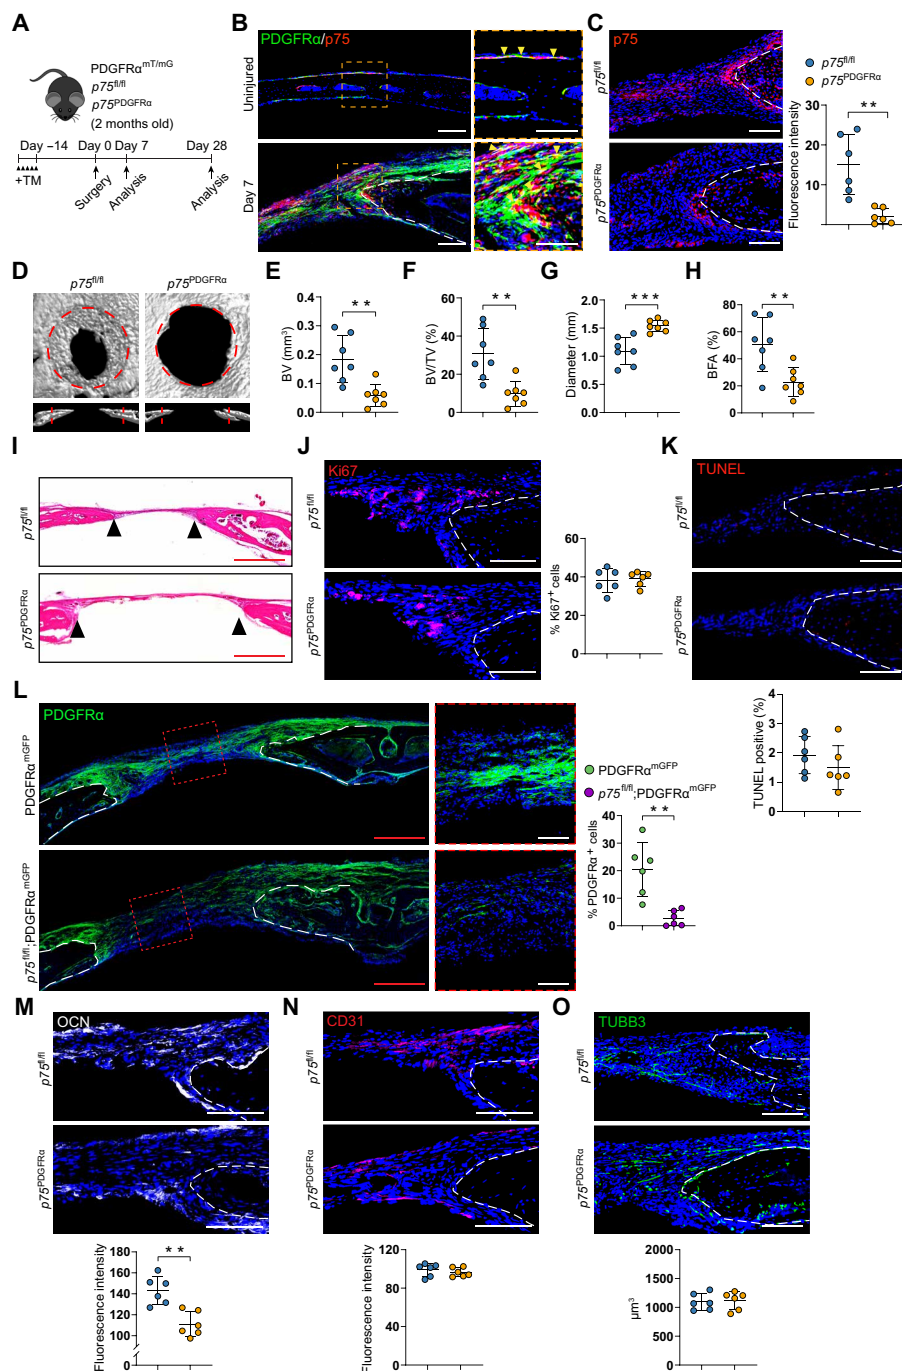 A
PDGFRα^mT/mG
p75^fl/fl
p75^PDGFRα
(2 months old)
Day −14 Day 0 Day 7 Day 28
+TM
Surgery
Analysis
Analysis
B
PDGFRα/p75
Uninjured
Day 7
C
p75
p75^fl/fl
p75^PDGFRα
p75^fl/fl
p75^PDGFRα
Fluorescence intensity
**
30
20
10
0
D
p75^fl/fl
p75^PDGFRα
E
BV (mm³)
**
0.4
0.3
0.2
0.1
0.0
F
BV/TV (%)
**
60
40
20
0
G
Diameter (mm)
***
2.0
1.5
1.0
0.5
0
H
BFA (%)
**
80
60
40
20
0
I
p75^fl/fl
p75^PDGFRα
J
Ki67
p75^fl/fl
p75^PDGFRα
% Ki67⁺ cells
60
40
20
0
K
TUNEL
p75^fl/fl
p75^PDGFRα
TUNEL positive (%)
4
3
2
1
0
L
PDGFRα
PDGFRα^mGFP
p75^fl/fl;PDGFRα^mGFP
PDGFRα^mGFP
p75^fl/fl;PDGFRα^mGFP
% PDGFRα⁺ cells
**
40
30
20
10
0
M
OCN
p75^fl/fl
p75^PDGFRα
Fluorescence intensity
**
180
160
140
120
100
0
N
CD31
p75^fl/fl
p75^PDGFRα
Fluorescence intensity
120
80
40
0
O
TUBB3
p75^fl/fl
p75^PDGFRα
µm³
2000
1500
1000
500
0